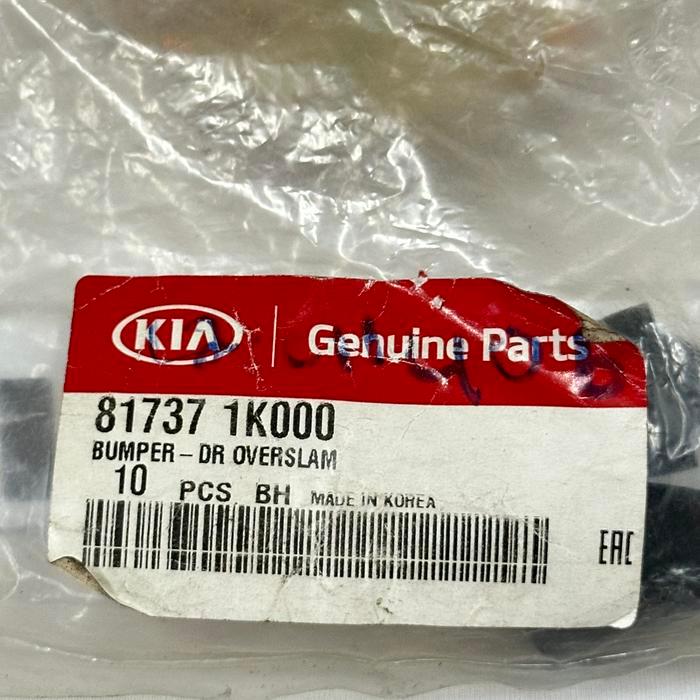 KIA Genuine Parts
81737 1K000
BUMPER - DR OVERSLAM
10 PCS BH MADE IN KOREA
EAC